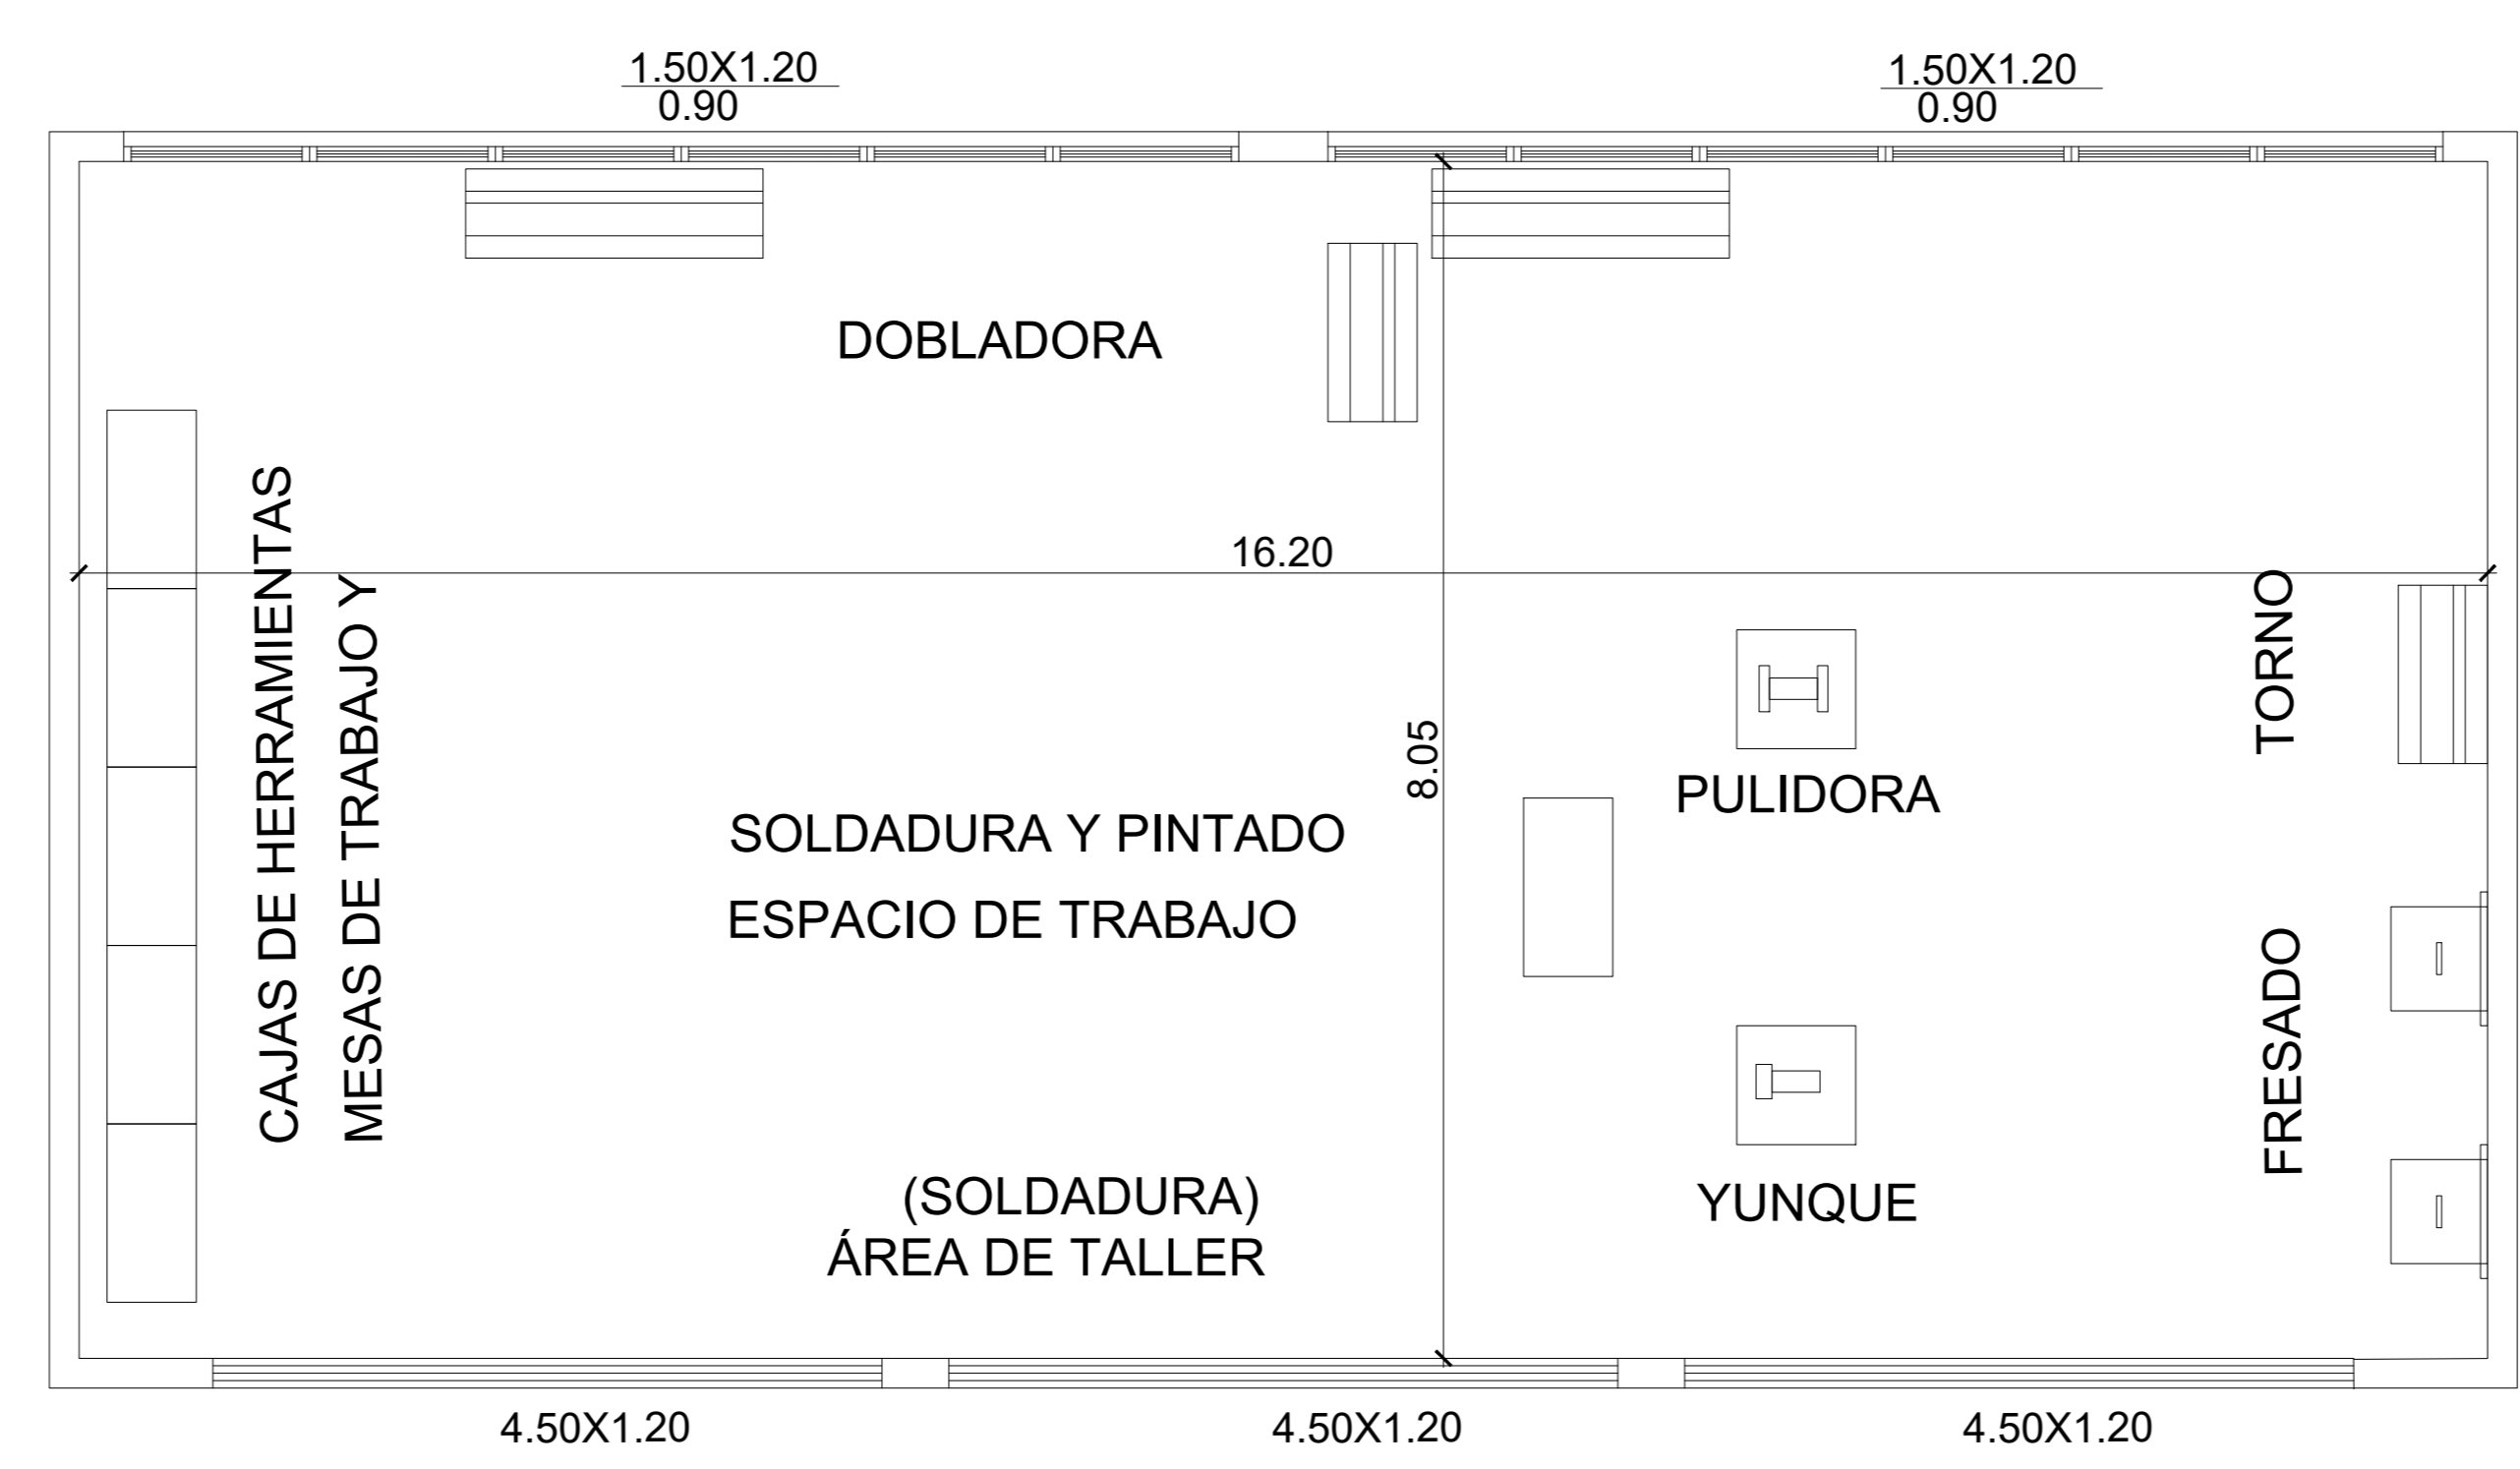 1.50X1.20
0.90
1.50X1.20
0.90
DOBLADORA
CAJAS DE HERRAMIENTAS
MESAS DE TRABAJO Y
16.20
8.05
TORNO
PULIDORA
SOLDADURA Y PINTADO
ESPACIO DE TRABAJO
FRESADO
(SOLDADURA)
ÁREA DE TALLER
YUNQUE
4.50X1.20
4.50X1.20
4.50X1.20